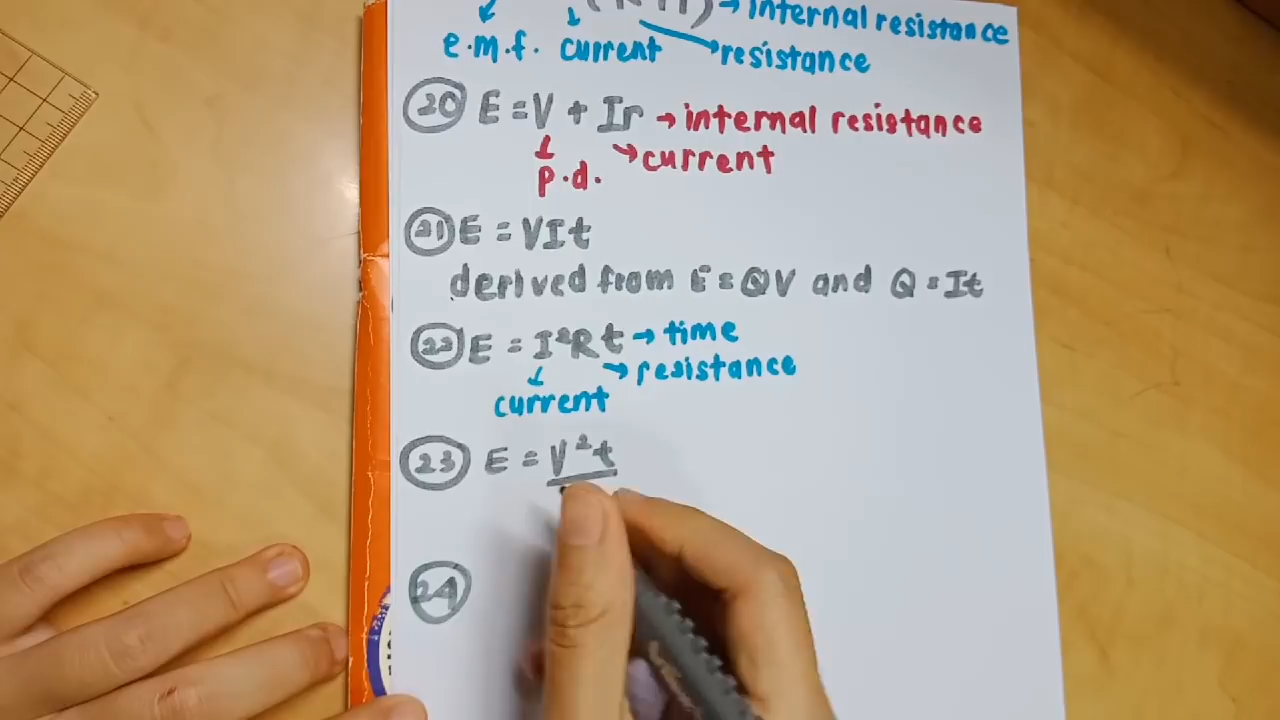 → internal resistance
e.m.f. current → resistance
20 E = V + Ir → internal resistance
p.d. → current
21 E = VIt
derived from E = QV and Q = It
22 E = I²Rt → time
→ resistance
current
23 E = V²t
24